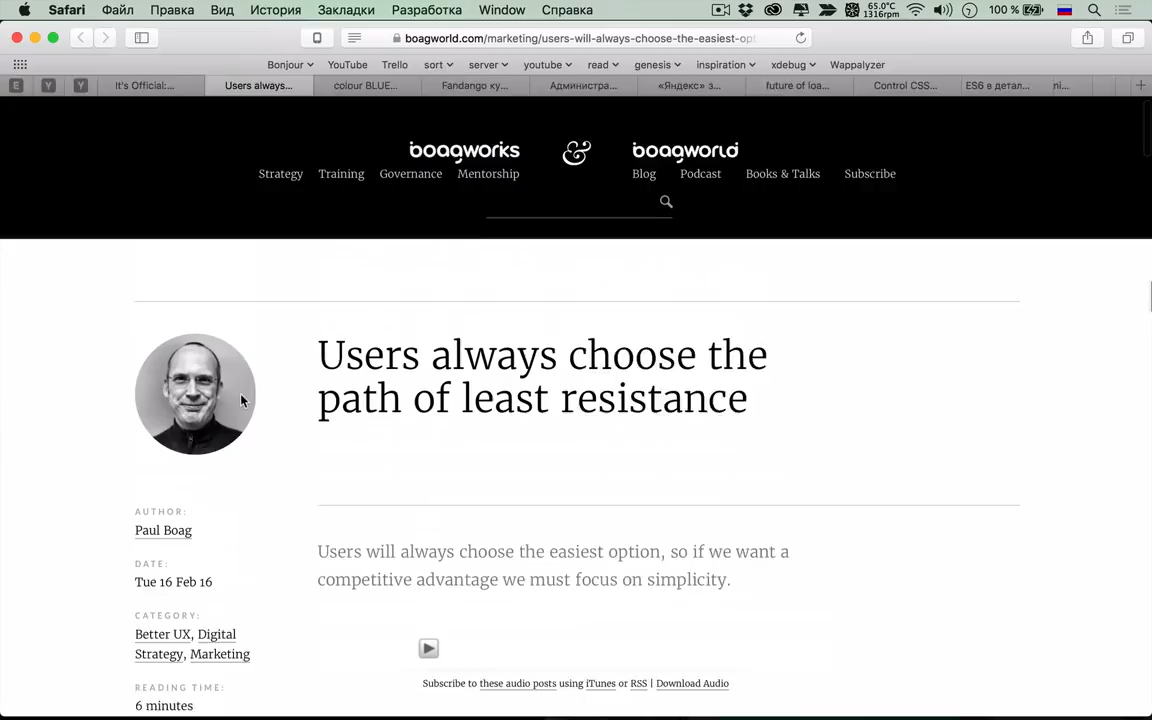 Safari Файл Правка Вид История Закладки Разработка Window Справка 65.0°C 1316rpm 100 %
boagworld.com/marketing/users-will-always-choose-the-easiest-opt
Bonjour YouTube Trello sort server youtube read genesis inspiration xdebug Wappalyzer
E Y Y It's Official:... Users always... colour BLUE... Fandango ку... Администра... «Яндекс» з... future of loa... Control CSS... ES6 в детал... ni...
boagworks & boagworld
Strategy Training Governance Mentorship Blog Podcast Books & Talks Subscribe
Users always choose the
path of least resistance
AUTHOR:
Paul Boag
DATE:
Tue 16 Feb 16
CATEGORY:
Better UX, Digital
Strategy, Marketing
READING TIME:
6 minutes
Users will always choose the easiest option, so if we want a
competitive advantage we must focus on simplicity.
Subscribe to these audio posts using iTunes or RSS | Download Audio